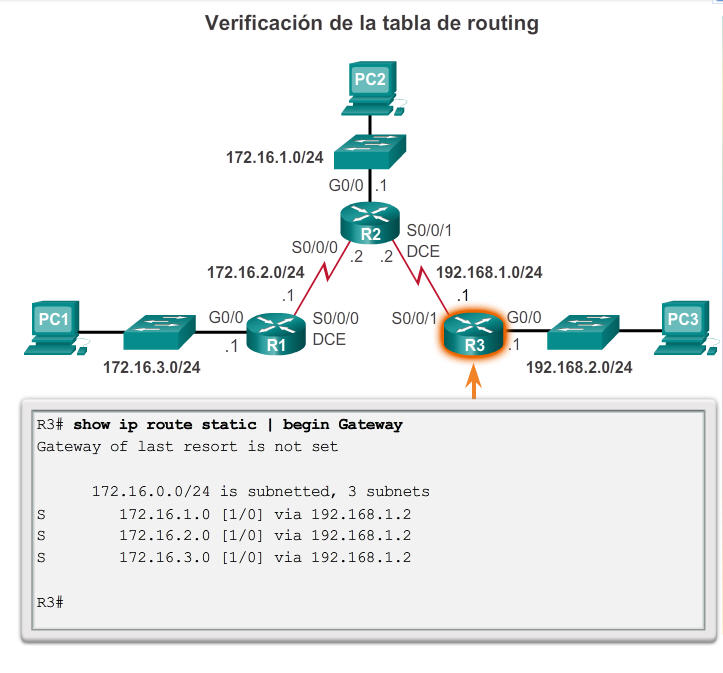 Verificación de la tabla de routing
PC2
172.16.1.0/24
G0/0 .1
R2
S0/0/0 .2 .2 S0/0/1
DCE
172.16.2.0/24
192.168.1.0/24
.1
.1
PC1
G0/0
.1
R1
S0/0/0
DCE
S0/0/1
R3
G0/0
.1
PC3
172.16.3.0/24
192.168.2.0/24
R3# show ip route static | begin Gateway
Gateway of last resort is not set
172.16.0.0/24 is subnetted, 3 subnets
S 172.16.1.0 [1/0] via 192.168.1.2
S 172.16.2.0 [1/0] via 192.168.1.2
S 172.16.3.0 [1/0] via 192.168.1.2
R3#